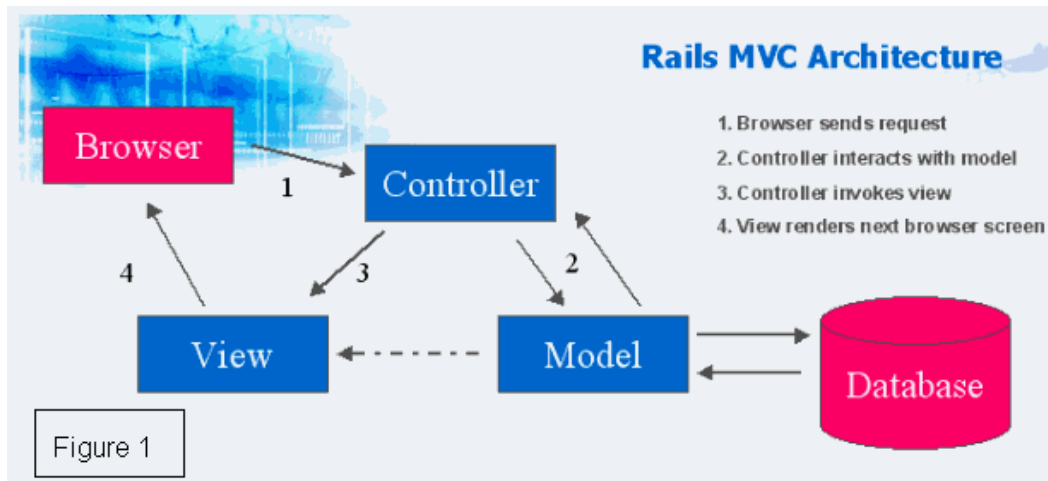 Rails MVC Architecture
Browser
1. Browser sends request
2. Controller interacts with model
3. Controller invokes view
4. View renders next browser screen
1
Controller
4
3
2
View
Model
Database
Figure 1